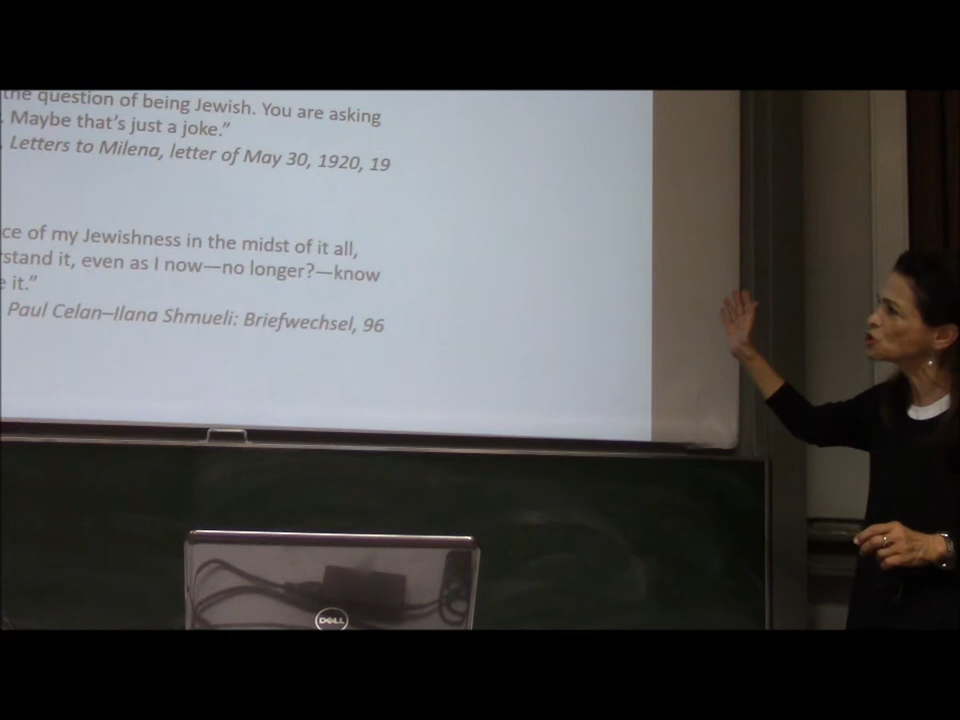 the question of being Jewish. You are asking
. Maybe that's just a joke."
, Letters to Milena, letter of May 30, 1920, 19
ce of my Jewishness in the midst of it all,
stand it, even as I now—no longer?—know
e it."
Paul Celan–Ilana Shmueli: Briefwechsel, 96
DELL